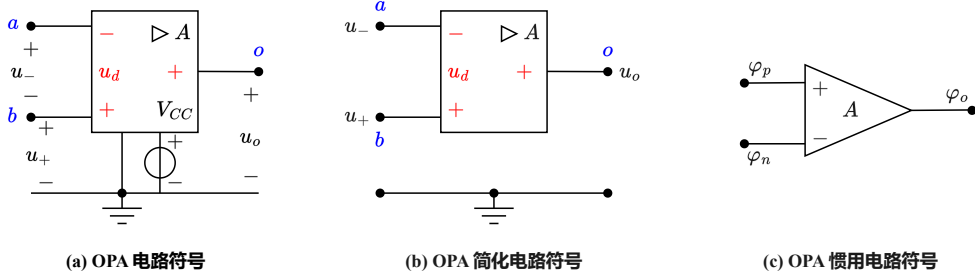 a
− ▷ A
+
u₋ u_d + o
−
b + V_CC +
+ +
u₊ u_o
− − −
(a) OPA 电路符号
a
u₋ − ▷ A
u_d + o
u_o
u₊ +
b
(b) OPA 简化电路符号
φ_p
+ A φ_o
−
φ_n
(c) OPA 惯用电路符号